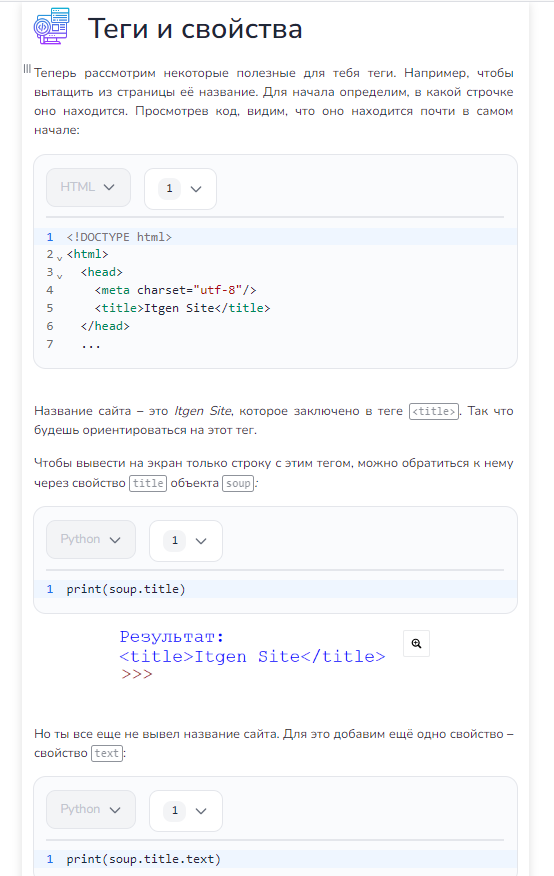 Теги и свойства
Теперь рассмотрим некоторые полезные для тебя теги. Например, чтобы
вытащить из страницы её название. Для начала определим, в какой строчке
оно находится. Просмотрев код, видим, что оно находится почти в самом
начале:
HTML 1
1 <!DOCTYPE html>
2 <html>
3 <head>
4 <meta charset="utf-8"/>
5 <title>Itgen Site</title>
6 </head>
7 ...
Название сайта – это Itgen Site, которое заключено в теге <title>. Так что
будешь ориентироваться на этот тег.
Чтобы вывести на экран только строку с этим тегом, можно обратиться к нему
через свойство title объекта soup:
Python 1
1 print(soup.title)
Результат:
<title>Itgen Site</title>
>>>
Но ты все еще не вывел название сайта. Для это добавим ещё одно свойство –
свойство text:
Python 1
1 print(soup.title.text)